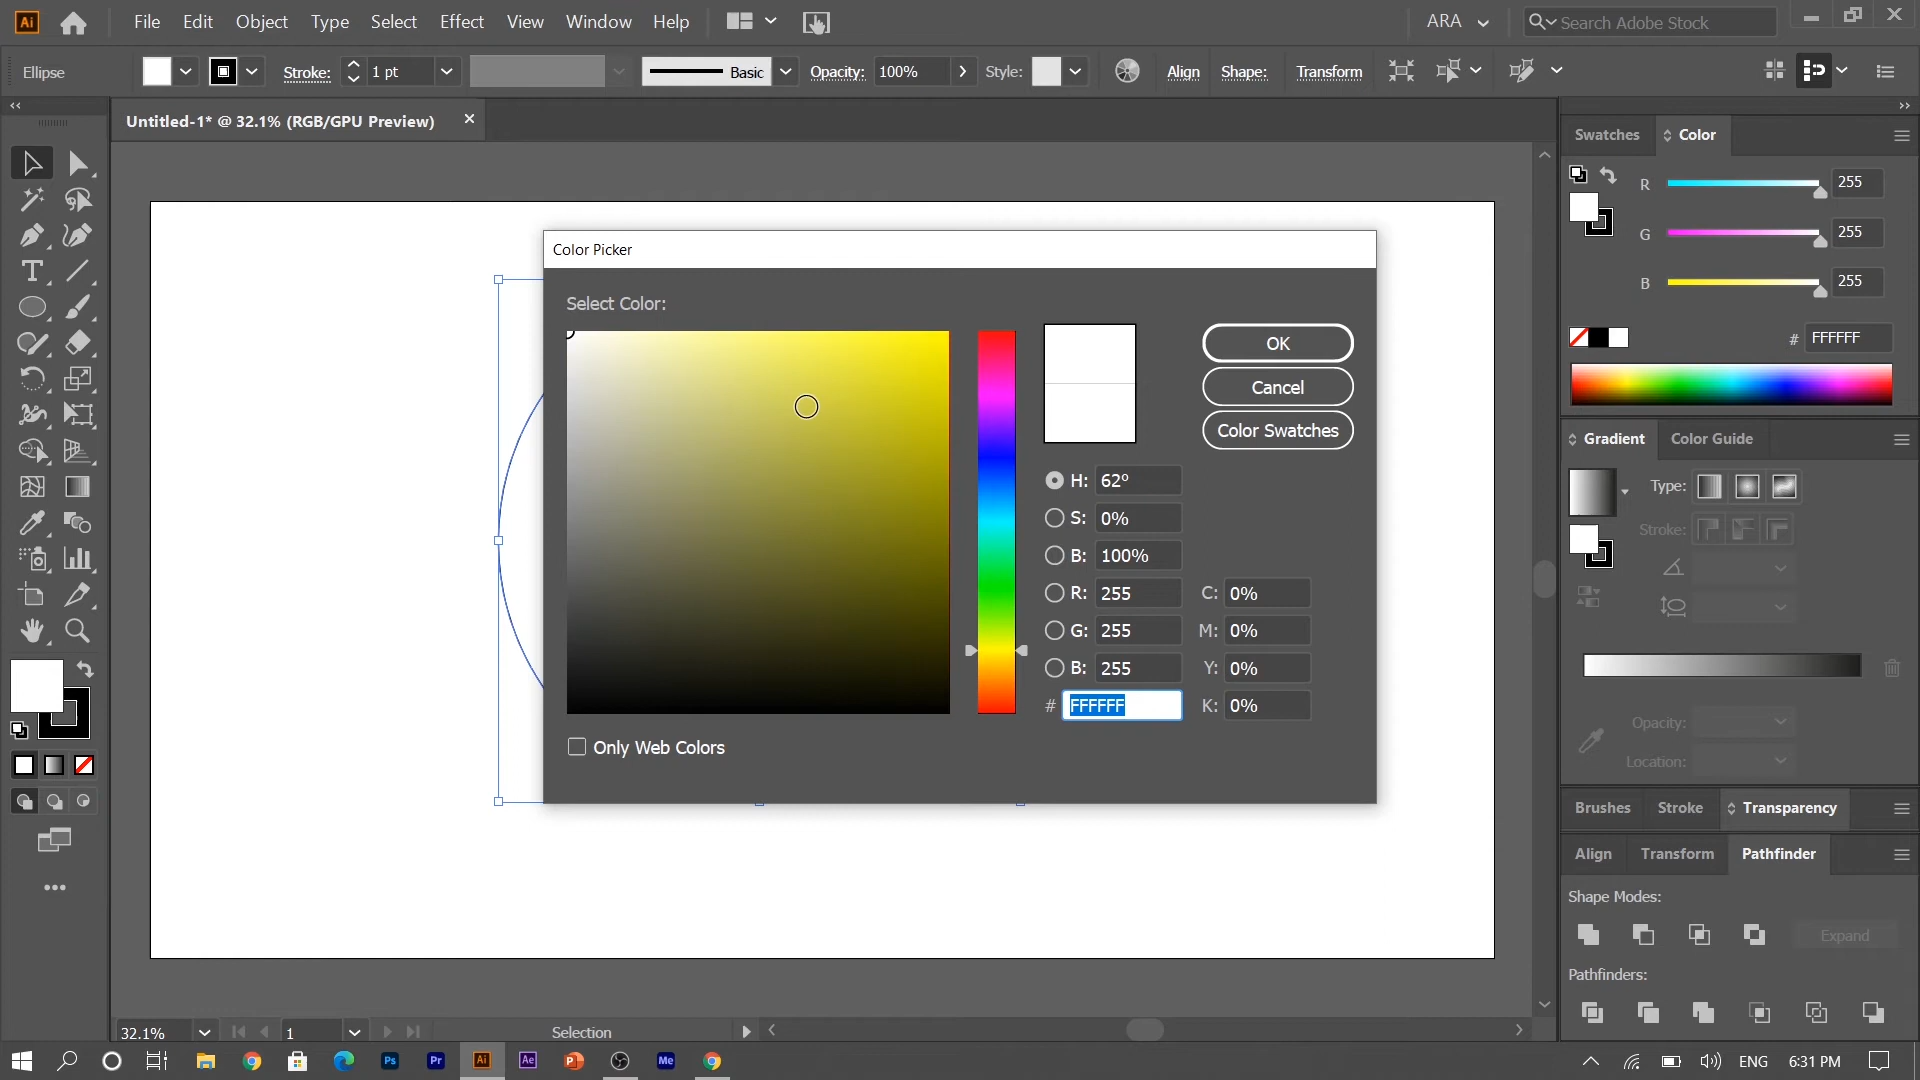 Ai File Edit Object Type Select Effect View Window Help ARA Search Adobe Stock
Ellipse Stroke: 1 pt Basic Opacity: 100% Style: Align Shape: Transform
Untitled-1* @ 32.1% (RGB/GPU Preview)
Swatches Color
R 255
G 255
B 255
# FFFFFF
Color Picker
Select Color:
OK
Cancel
Color Swatches
H: 62º
S: 0%
B: 100%
R: 255 C: 0%
G: 255 M: 0%
B: 255 Y: 0%
# FFFFFF K: 0%
Only Web Colors
Gradient Color Guide
Type:
Stroke:
Opacity:
Location:
Brushes Stroke Transparency
Align Transform Pathfinder
Shape Modes:
Expand
Pathfinders:
32.1% 1 Selection
Ps Pr Ai Ae P Me ENG 6:31 PM